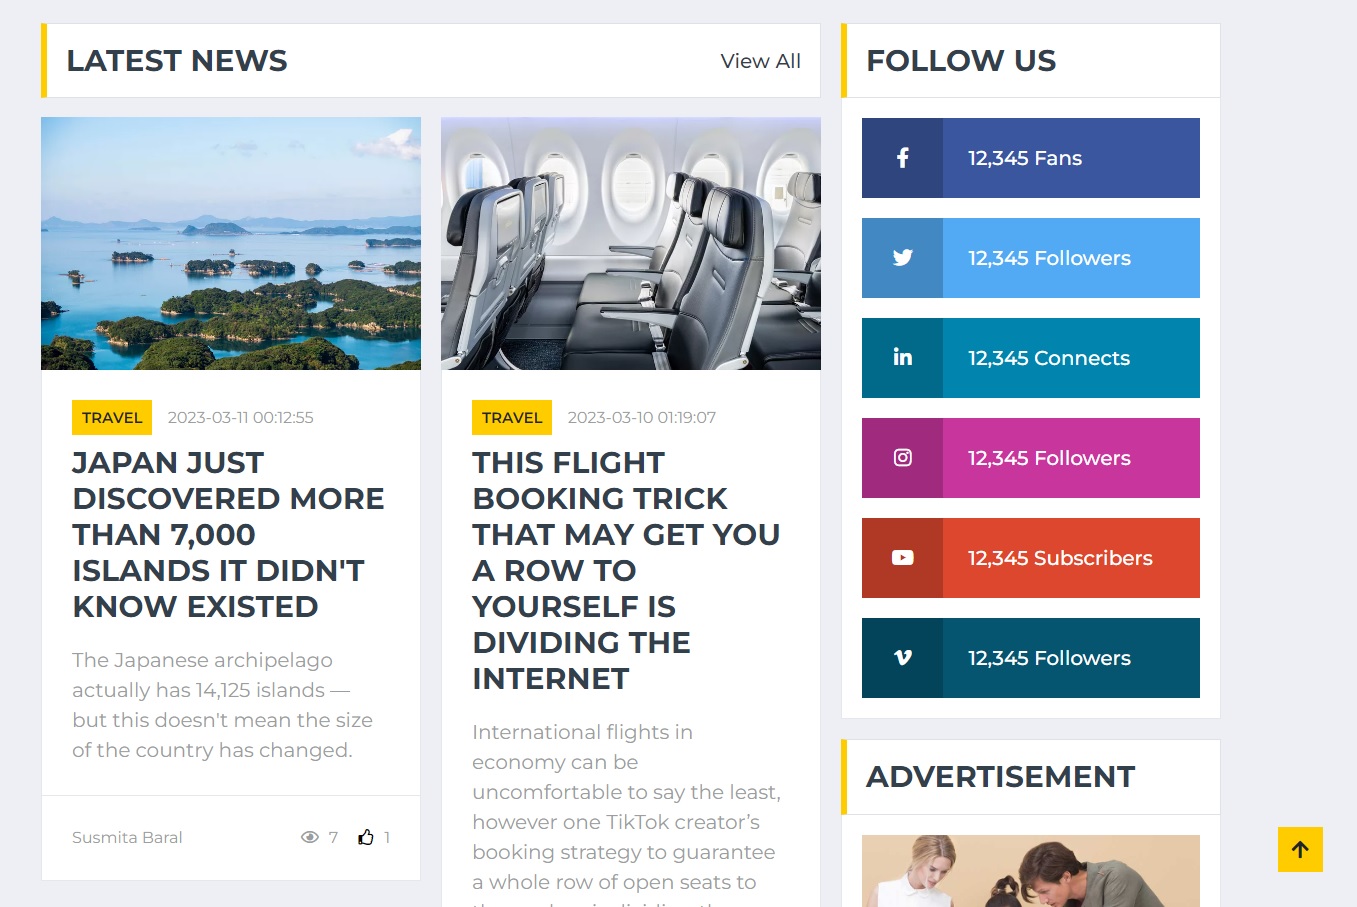 LATEST NEWS
View All
TRAVEL 2023-03-11 00:12:55
JAPAN JUST
DISCOVERED MORE
THAN 7,000
ISLANDS IT DIDN'T
KNOW EXISTED
The Japanese archipelago
actually has 14,125 islands —
but this doesn't mean the size
of the country has changed.
Susmita Baral 7 1
TRAVEL 2023-03-10 01:19:07
THIS FLIGHT
BOOKING TRICK
THAT MAY GET YOU
A ROW TO
YOURSELF IS
DIVIDING THE
INTERNET
International flights in
economy can be
uncomfortable to say the least,
however one TikTok creator’s
booking strategy to guarantee
a whole row of open seats to
FOLLOW US
12,345 Fans
12,345 Followers
12,345 Connects
12,345 Followers
12,345 Subscribers
12,345 Followers
ADVERTISEMENT